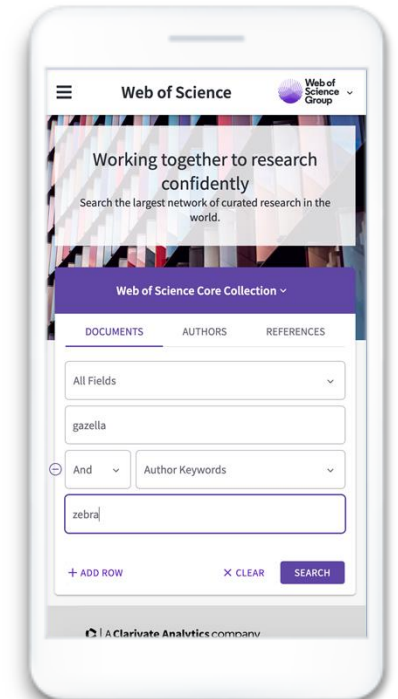 Web of Science
Web of
Science
Group
Working together to research
confidently
Search the largest network of curated research in the
world.
Web of Science Core Collection
DOCUMENTS AUTHORS REFERENCES
All Fields
gazella
And Author Keywords
zebra
+ ADD ROW X CLEAR SEARCH
A Clarivate Analytics company